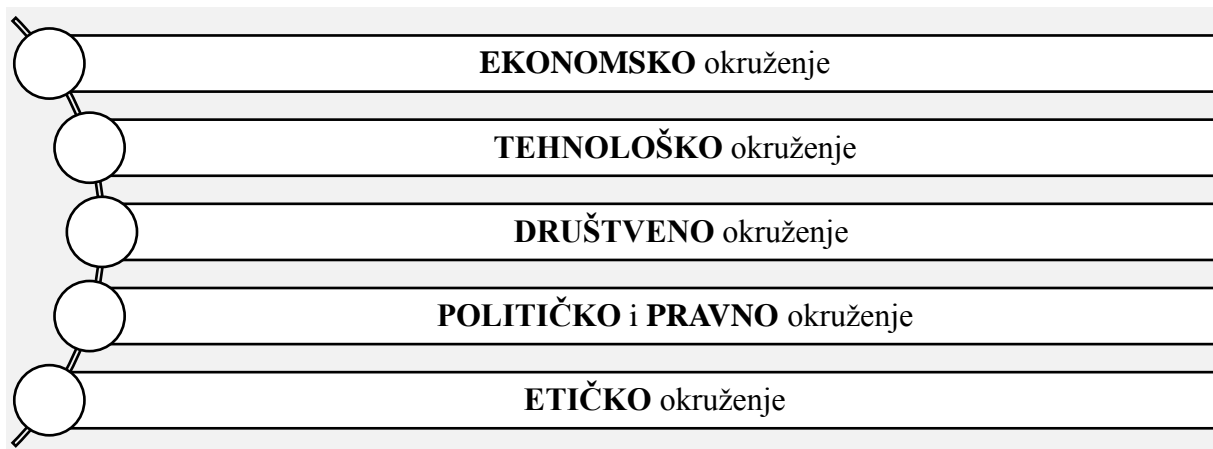 EKONOMSKO okruženje
TEHNOLOŠKO okruženje
DRUŠTVENO okruženje
POLITIČKO i PRAVNO okruženje
ETIČKO okruženje